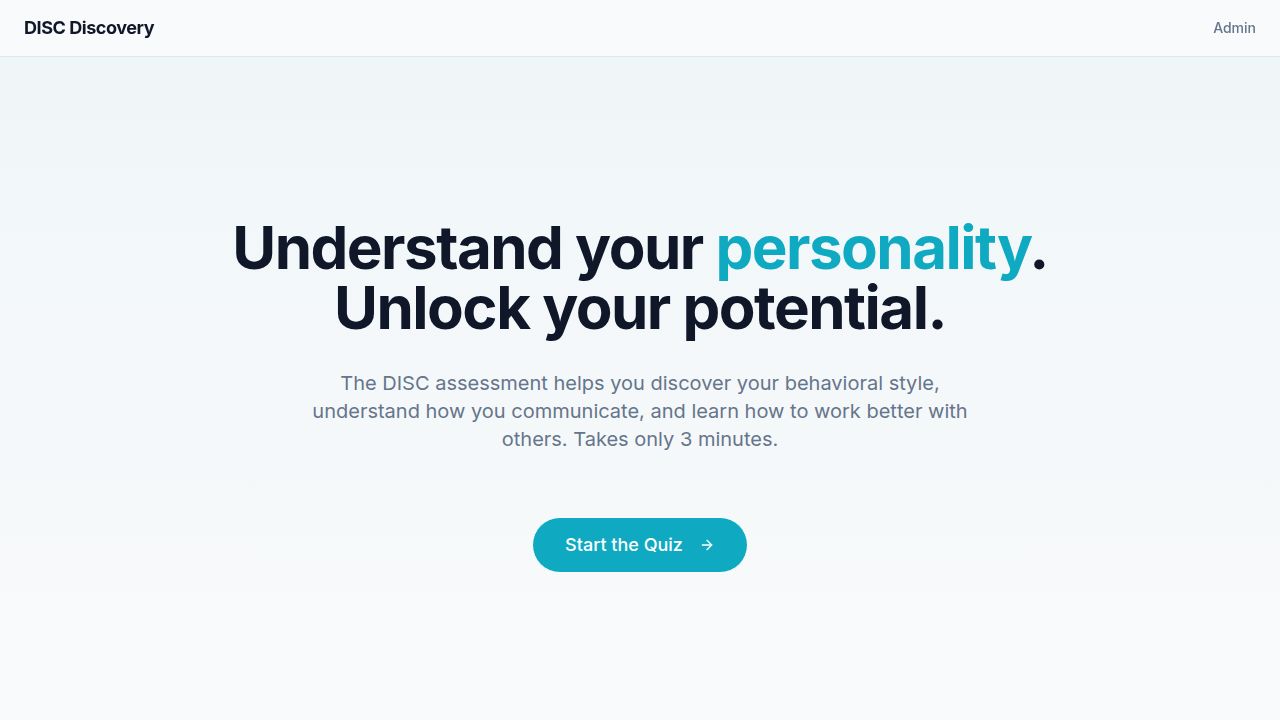 DISC Discovery
Admin
Understand your personality.
Unlock your potential.
The DISC assessment helps you discover your behavioral style,
understand how you communicate, and learn how to work better with
others. Takes only 3 minutes.
Start the Quiz →